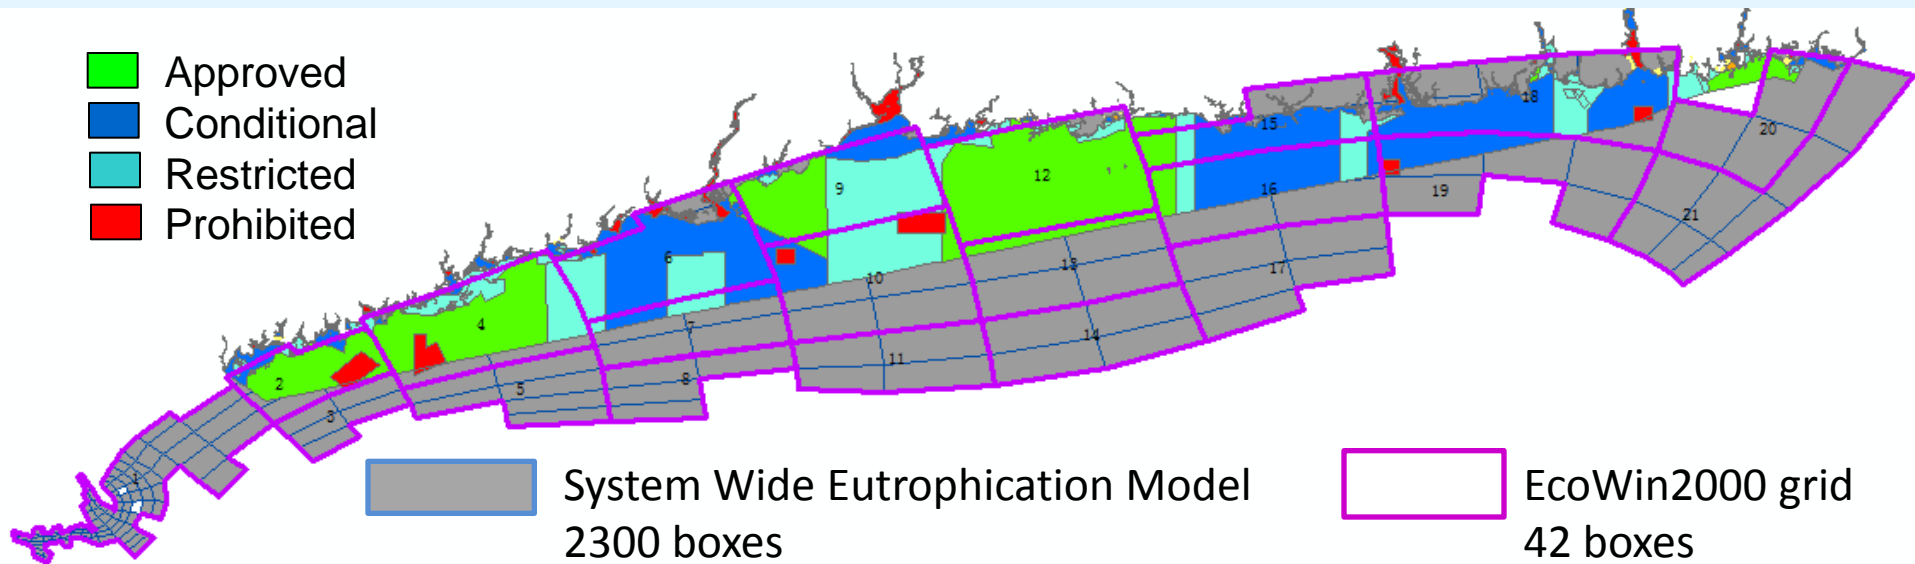 Approved
Conditional
Restricted
Prohibited
1
2
3
4
5
6
7
8
9
10
11
12
13
14
15
16
17
18
19
20
21
System Wide Eutrophication Model
2300 boxes
EcoWin2000 grid
42 boxes